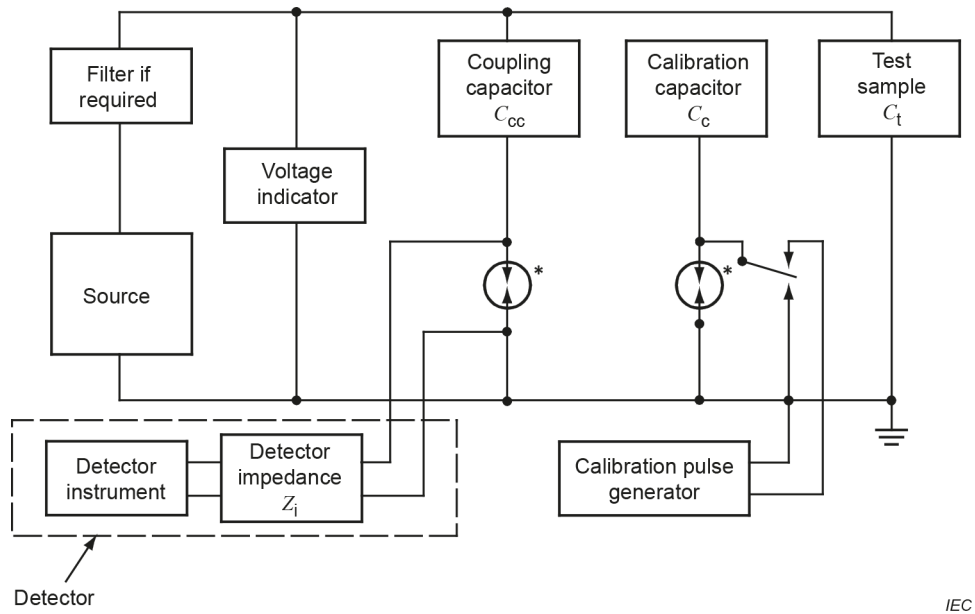 Filter if
required
Coupling
capacitor
Ccc
Calibration
capacitor
Cc
Test
sample
Ct
Voltage
indicator
Source
*
*
Detector
instrument
Detector
impedance
Zi
Calibration pulse
generator
Detector
IEC